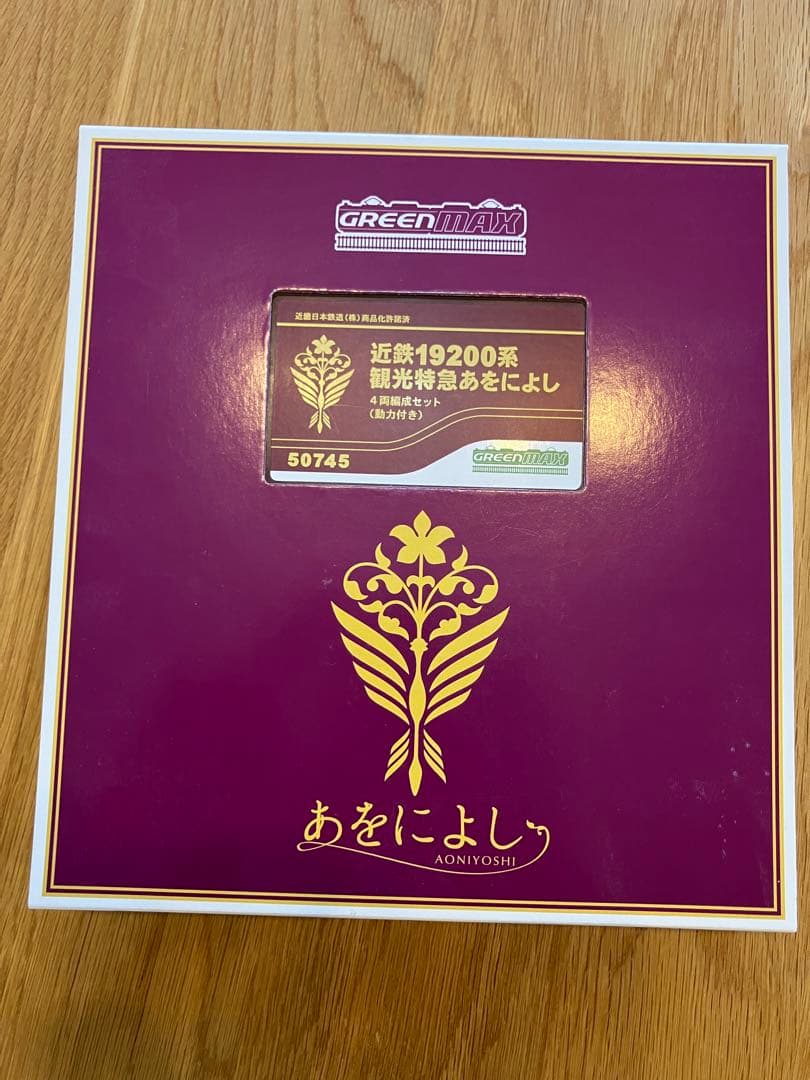 GREENMAX
近畿日本鉄道(株)商品化許諾済
近鉄19200系
観光特急あをによし
4両編成セット
(動力付き)
50745
GREENMAX
あをによし
AONIYOSHI